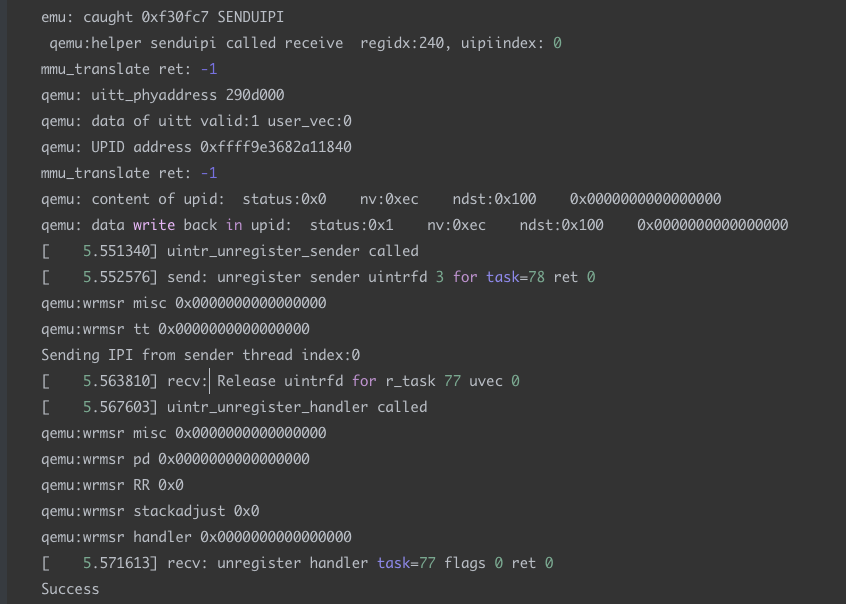 emu: caught 0xf30fc7 SENDUIPI
qemu:helper senduipi called receive  regidx:240, uipiindex: 0
mmu_translate ret: -1
qemu: uitt_phyaddress 290d000
qemu: data of uitt valid:1 user_vec:0
qemu: UPID address 0xffff9e3682a11840
mmu_translate ret: -1
qemu: content of upid:  status:0x0    nv:0xec    ndst:0x100    0x0000000000000000
qemu: data write back in upid:  status:0x1    nv:0xec    ndst:0x100    0x0000000000000000
[    5.551340] uintr_unregister_sender called
[    5.552576] send: unregister sender uintrfd 3 for task=78 ret 0
qemu:wrmsr misc 0x0000000000000000
qemu:wrmsr tt 0x0000000000000000
Sending IPI from sender thread index:0
[    5.563810] recv: Release uintrfd for r_task 77 uvec 0
[    5.567603] uintr_unregister_handler called
qemu:wrmsr misc 0x0000000000000000
qemu:wrmsr pd 0x0000000000000000
qemu:wrmsr RR 0x0
qemu:wrmsr stackadjust 0x0
qemu:wrmsr handler 0x0000000000000000
[    5.571613] recv: unregister handler task=77 flags 0 ret 0
Success